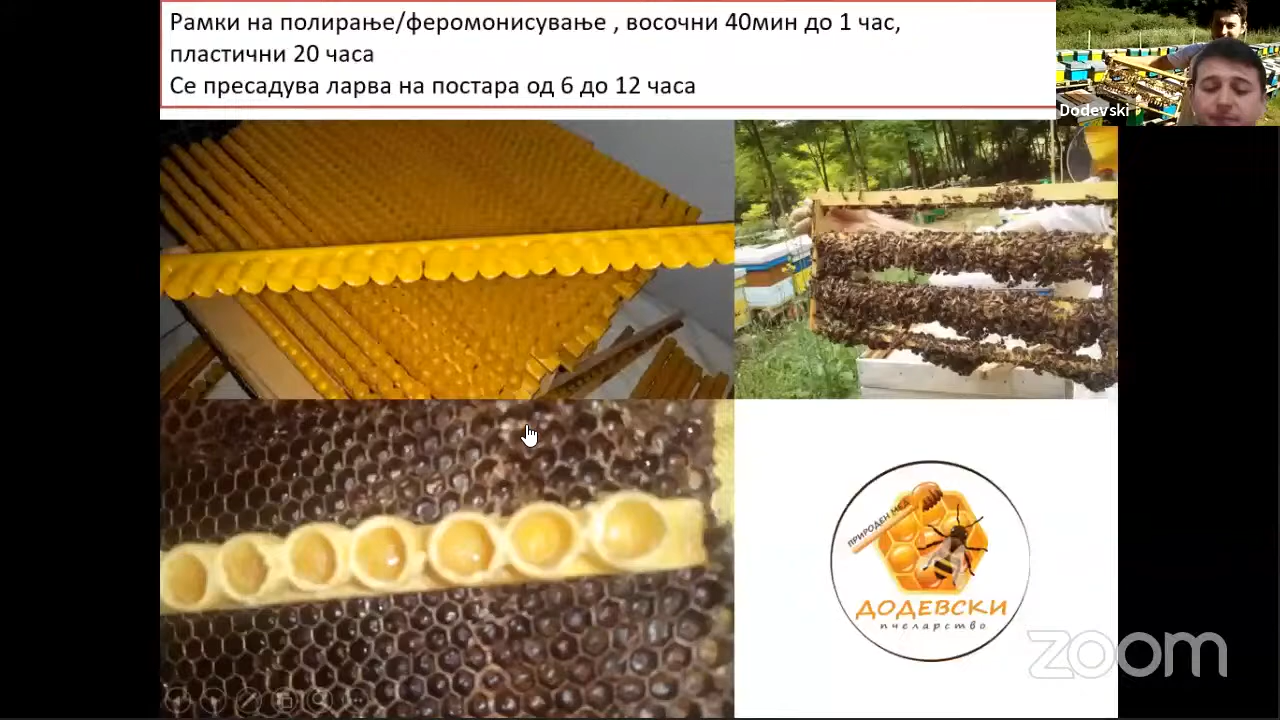 Рамки на полирање/феромонисување , восочни 40мин до 1 час,
пластични 20 часа
Се пресадува ларва на постара од 6 до 12 часа
Dodevski
ПРИРОДЕН МЕД
ДОДЕВСКИ
пчеларство
zoom